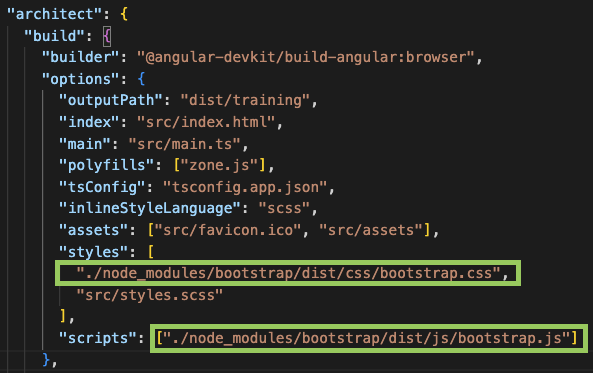 "architect": {
"build": {
"builder": "@angular-devkit/build-angular:browser",
"options": {
"outputPath": "dist/training",
"index": "src/index.html",
"main": "src/main.ts",
"polyfills": ["zone.js"],
"tsConfig": "tsconfig.app.json",
"inlineStyleLanguage": "scss",
"assets": ["src/favicon.ico", "src/assets"],
"styles": [
"./node_modules/bootstrap/dist/css/bootstrap.css",
"src/styles.scss"
],
"scripts": ["./node_modules/bootstrap/dist/js/bootstrap.js"]
},